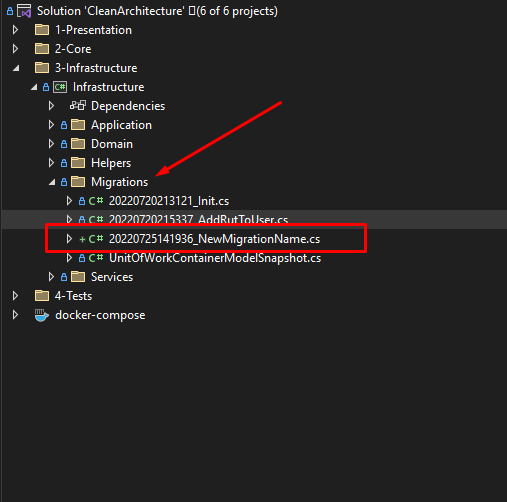 Solution 'CleanArchitecture' (6 of 6 projects)
1-Presentation
2-Core
3-Infrastructure
C# Infrastructure
Dependencies
Application
Domain
Helpers
Migrations
C# 20220720213121_Init.cs
C# 20220720215337_AddRutToUser.cs
+ C# 20220725141936_NewMigrationName.cs
C# UnitOfWorkContainerModelSnapshot.cs
Services
4-Tests
docker-compose